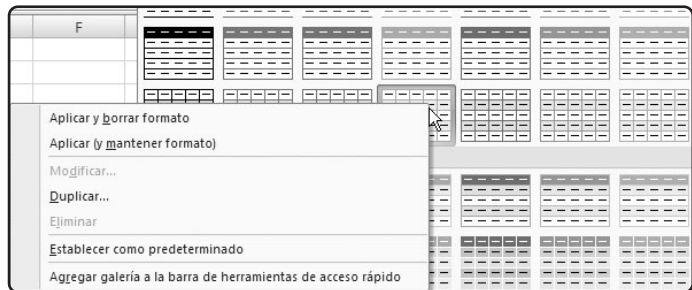 F
Aplicar y borrar formato
Aplicar (y mantener formato)
Modificar...
Duplicar...
Eliminar
Establecer como predeterminado
Agregar galería a la barra de herramientas de acceso rápido